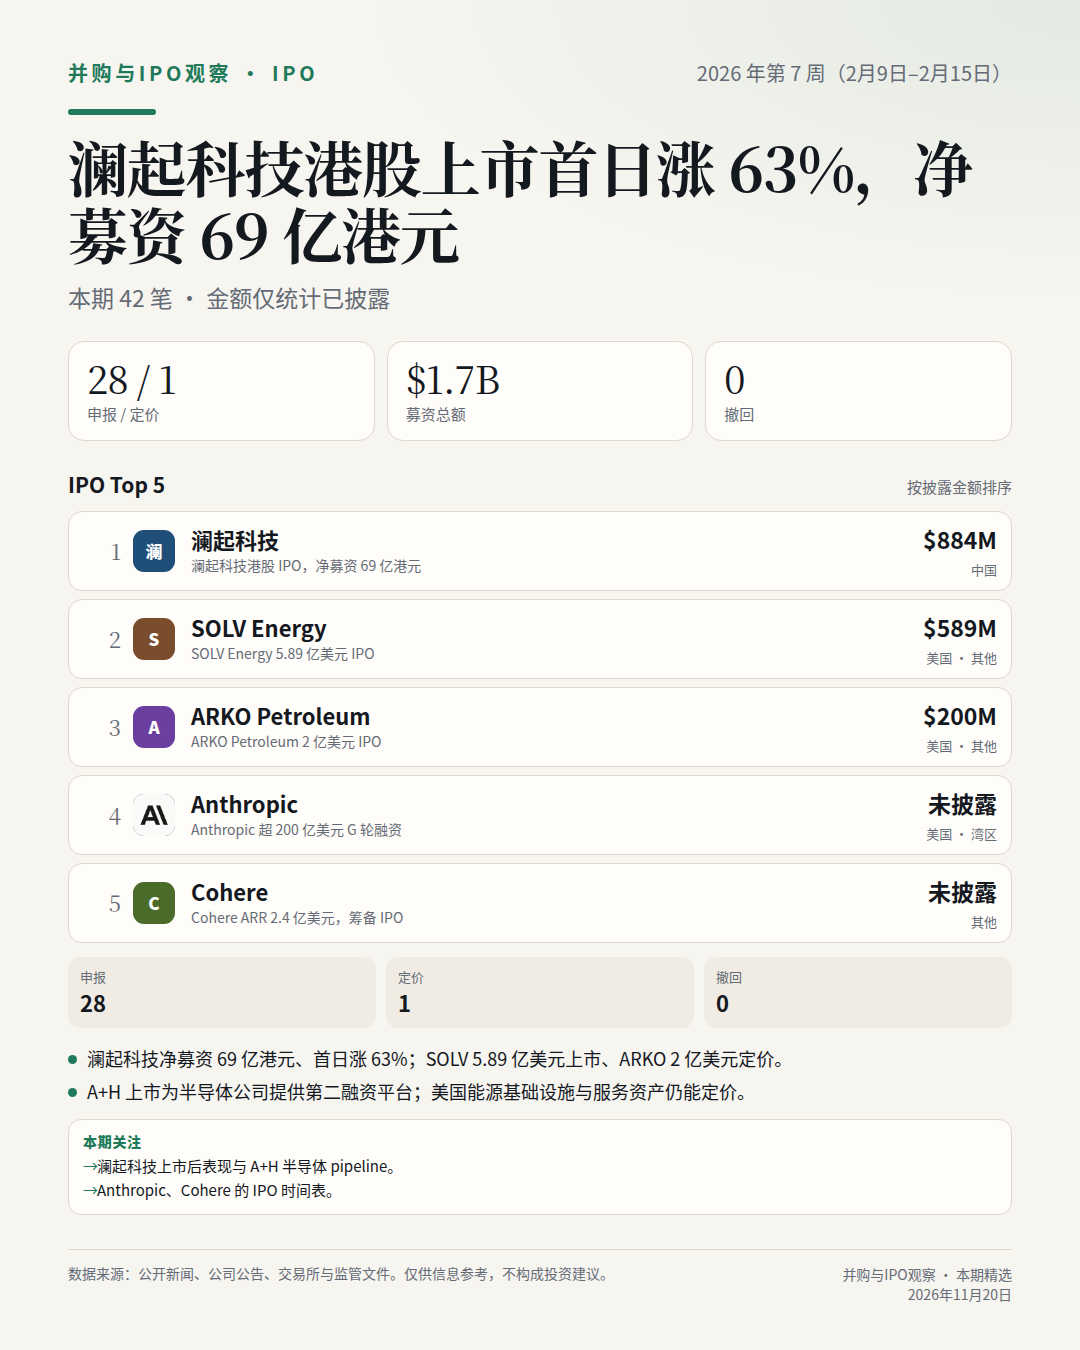 并购与IPO观察 · IPO
2026 年第 7 周（2月9日–2月15日）
澜起科技港股上市首日涨 63%，净
募资 69 亿港元
本期 42 笔 · 金额仅统计已披露
28 / 1
申报 / 定价
$1.7B
募资总额
0
撤回
IPO Top 5
按披露金额排序
1
澜
澜起科技
澜起科技港股 IPO，净募资 69 亿港元
$884M
中国
2
S
SOLV Energy
SOLV Energy 5.89 亿美元 IPO
$589M
美国 · 其他
3
A
ARKO Petroleum
ARKO Petroleum 2 亿美元 IPO
$200M
美国 · 其他
4
A\
Anthropic
Anthropic 超 200 亿美元 G 轮融资
未披露
美国 · 湾区
5
C
Cohere
Cohere ARR 2.4 亿美元，筹备 IPO
未披露
其他
申报
28
定价
1
撤回
0
澜起科技净募资 69 亿港元、首日涨 63%；SOLV 5.89 亿美元上市、ARKO 2 亿美元定价。
A+H 上市为半导体公司提供第二融资平台；美国能源基础设施与服务资产仍能定价。
本期关注
→澜起科技上市后表现与 A+H 半导体 pipeline。
→Anthropic、Cohere 的 IPO 时间表。
数据来源：公开新闻、公司公告、交易所与监管文件。仅供信息参考，不构成投资建议。
并购与IPO观察 · 本期精选
2026年11月20日